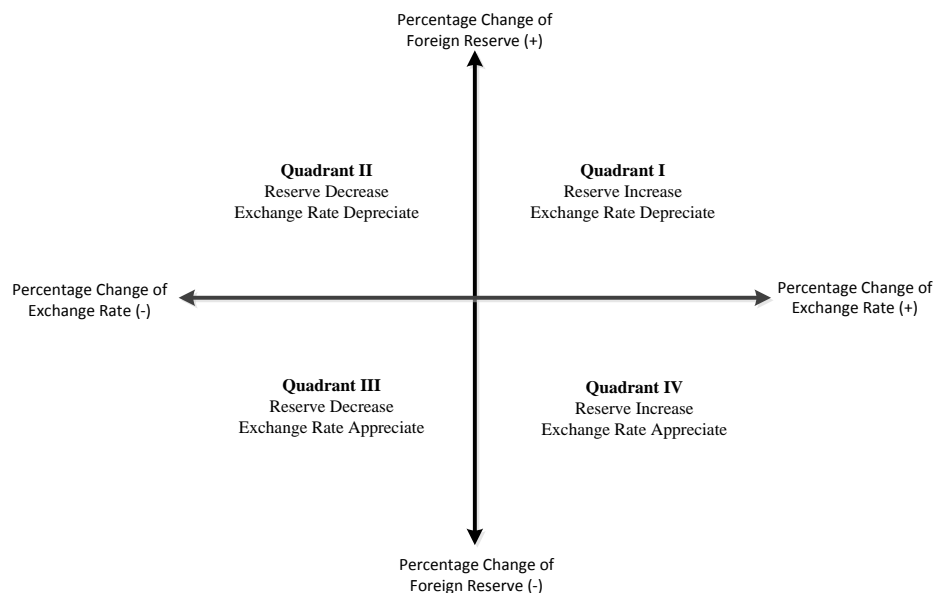 Percentage Change of
Foreign Reserve (+)
Quadrant II
Reserve Decrease
Exchange Rate Depreciate
Quadrant I
Reserve Increase
Exchange Rate Depreciate
Percentage Change of
Exchange Rate (-)
Percentage Change of
Exchange Rate (+)
Quadrant III
Reserve Decrease
Exchange Rate Appreciate
Quadrant IV
Reserve Increase
Exchange Rate Appreciate
Percentage Change of
Foreign Reserve (-)